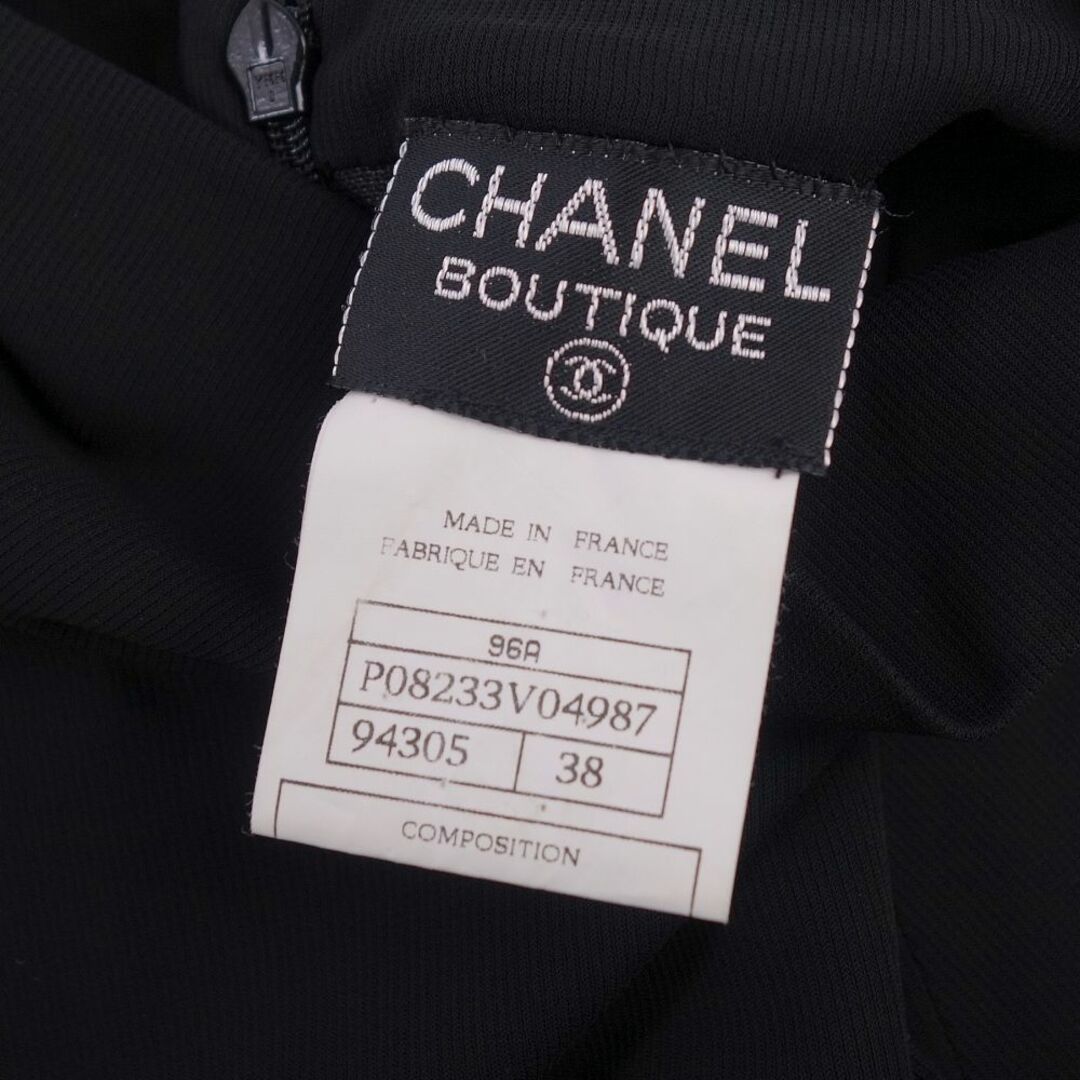 CHANEL
BOUTIQUE
MADE IN FRANCE
FABRIQUE EN FRANCE
96A
P08233V04987
94305 38
COMPOSITION